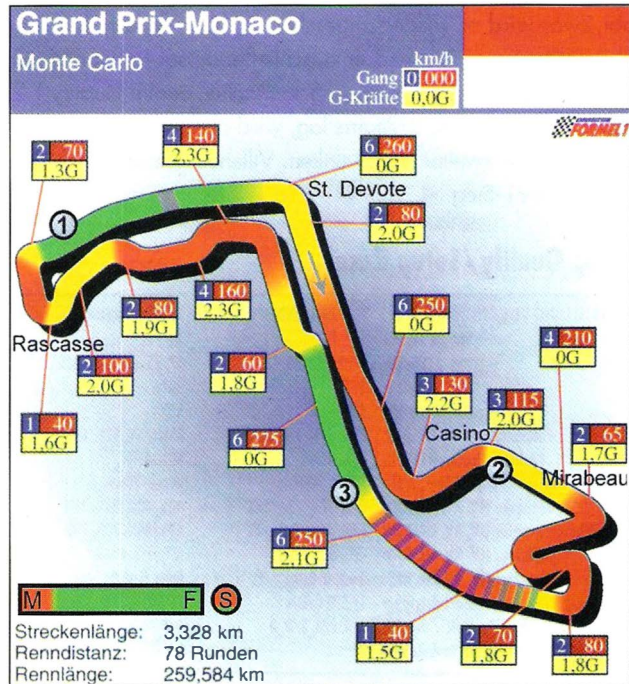 Grand Prix-Monaco
Monte Carlo
km/h
Gang 0 000
G-Kräfte 0,0G
FORMEL 1
4 140
2,3G
6 260
0G
2 70
1,3G
St. Devote
1
2 80
2,0G
Rascasse
2 80
1,9G
4 160
2,3G
6 250
0G
4 210
0G
2 100
2,0G
2 60
1,8G
3 130
2,2G
3 115
2,0G
1 40
1,6G
Casino
2 65
1,7G
6 275
0G
2
Mirabeau
3
6 250
2,1G
M F S
1 40
1,5G
2 70
1,8G
2 80
1,8G
Streckenlänge: 3,328 km
Renndistanz: 78 Runden
Rennlänge: 259,584 km